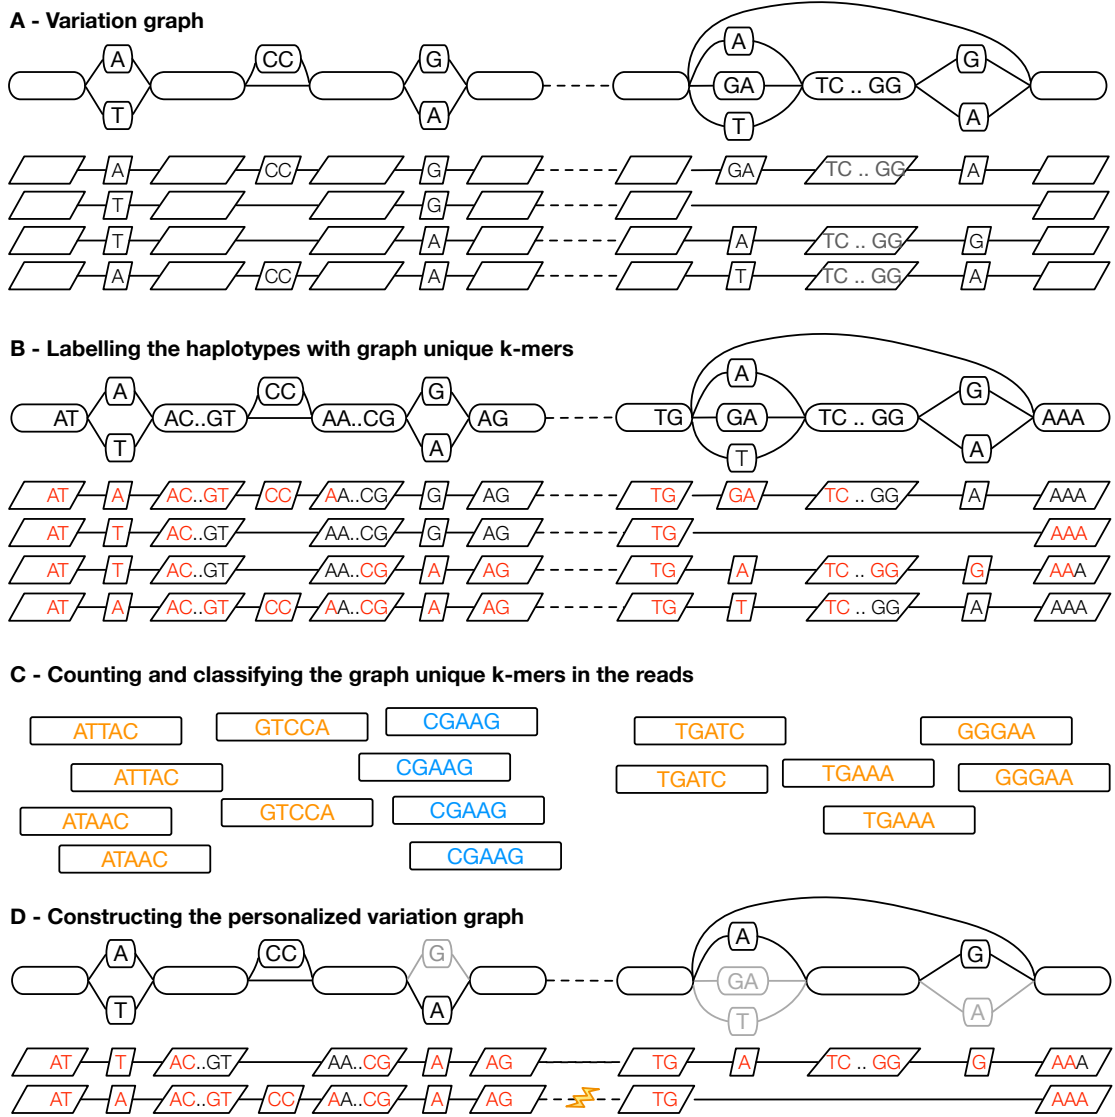 A - Variation graph
A CC G A G
GA TC .. GG
T A T A
A CC G GA TC .. GG A
T G
T A A TC .. GG G
A CC A T TC .. GG A
B - Labelling the haplotypes with graph unique k-mers
A CC G A G
AT AC..GT AA..CG AG TG GA TC .. GG AAA
T A T A
AT A AC..GT CC AA..CG G AG TG GA TC .. GG A AAA
AT T AC..GT AA..CG G AG TG AAA
AT T AC..GT AA..CG A AG TG A TC .. GG G AAA
AT A AC..GT CC AA..CG A AG TG T TC .. GG A AAA
C - Counting and classifying the graph unique k-mers in the reads
ATTAC GTCCA CGAAG TGATC GGGAA
ATTAC CGAAG TGATC TGAAA GGGAA
ATAAC GTCCA CGAAG TGAAA
ATAAC CGAAG
D - Constructing the personalized variation graph
A CC G A G
GA
T A T A
AT T AC..GT AA..CG A AG TG A TC .. GG G AAA
AT A AC..GT CC AA..CG A AG TG AAA